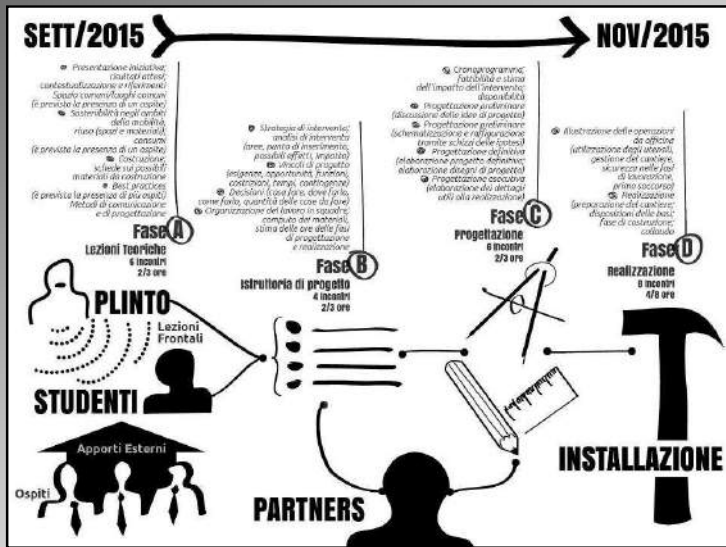 SETT/2015
NOV/2015
Presentazione iniziativa;
risultati attesi;
contestualizzazione e riferimenti
Spazio comuni/luoghi comuni
(è prevista la presenza di un ospite)
Sostenibilità negli ambiti
della mobilità,
riuso (spazi e materiali),
consumi
(è prevista la presenza di un ospite)
Costruzione:
schede sui possibili
materiali da costruzione
Best practices
(è prevista la presenza di più ospiti)
Metodi di comunicazione
e di progettazione
Fase A
Lezioni Teoriche
6 incontri
2/3 ore
Strategia di intervento;
analisi di intervento
(aree, punto di inserimento,
possibili effetti, impatto)
Vincoli di progetto
(esigenze, opportunità, funzioni,
costrizioni, tempi, contingenze)
Decisioni (cosa fare, dove farlo,
come farlo, quantità delle cose da fare)
Organizzazione del lavoro in squadre,
computo dei materiali,
stima delle ore delle fasi
di progettazione
e realizzazione
Fase B
Istruttoria di progetto
4 incontri
2/3 ore
Cronoprogramma;
fattibilità e stima
dell'impatto dell'intervento;
disponibilità
Progettazione preliminare
(discussione delle idee di progetto)
Progettazione preliminare
(schematizzazione e raffigurazione
tramite schizzi delle ipotesi)
Progettazione definitiva
(elaborazione progetto definitivo;
elaborazione disegni di progetto)
Progettazione esecutiva
(elaborazione dei dettagli
utili alla realizzazione)
Fase C
Progettazione
6 incontri
2/3 ore
Illustrazione delle operazioni
da officina
(utilizzazione degli utensili,
gestione del cantiere,
sicurezza nelle fasi
di lavorazione,
primo soccorso)
Realizzazione
(preparazione del cantiere;
disposizioni delle basi;
fase di costruzione;
collaudo
Fase D
Realizzazione
8 incontri
4/8 ore
PLINTO
Lezioni
Frontali
STUDENTI
Apporti Esterni
Ospiti
PARTNERS
INSTALLAZIONE